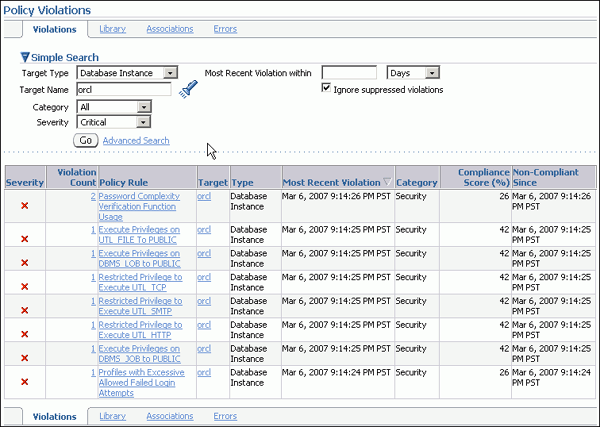 Policy Violations
Violations Library Associations Errors
Simple Search
Target Type Database Instance Most Recent Violation within Days
Target Name orcl Ignore suppressed violations
Category All
Severity Critical
Go Advanced Search
Severity Violation Count Policy Rule Target Type Most Recent Violation Category Compliance Score (%) Non-Compliant Since
2 Password Complexity Verification Function Usage orcl Database Instance Mar 6, 2007 9:14:26 PM PST Security 26 Mar 6, 2007 9:14:26 PM PST
1 Execute Privileges on UTL_FILE To PUBLIC orcl Database Instance Mar 6, 2007 9:14:25 PM PST Security 42 Mar 6, 2007 9:14:25 PM PST
1 Execute Privileges on DBMS_LOB to PUBLIC orcl Database Instance Mar 6, 2007 9:14:25 PM PST Security 42 Mar 6, 2007 9:14:25 PM PST
1 Restricted Privilege to Execute UTL_TCP orcl Database Instance Mar 6, 2007 9:14:25 PM PST Security 42 Mar 6, 2007 9:14:25 PM PST
1 Restricted Privilege to Execute UTL_SMTP orcl Database Instance Mar 6, 2007 9:14:25 PM PST Security 42 Mar 6, 2007 9:14:25 PM PST
1 Restricted Privilege to Execute UTL_HTTP orcl Database Instance Mar 6, 2007 9:14:25 PM PST Security 42 Mar 6, 2007 9:14:25 PM PST
1 Execute Privileges on DBMS_JOB to PUBLIC orcl Database Instance Mar 6, 2007 9:14:25 PM PST Security 42 Mar 6, 2007 9:14:25 PM PST
1 Profiles with Excessive Allowed Failed Login Attempts orcl Database Instance Mar 6, 2007 9:14:24 PM PST Security 26 Mar 6, 2007 9:14:24 PM PST
Violations Library Associations Errors